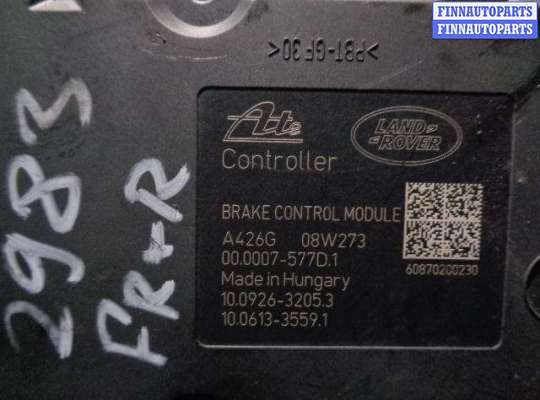 FINNAUTOPARTS
FINNAUTOPARTS
>PBT-GF30<
Ate
LAND
ROVER
Controller
BRAKE CONTROL MODULE
A426G 08W273
00.0007-577D.1
60870200230
Made in Hungary
10.0926-3205.3
10.0613-3559.1
2983
FR+R